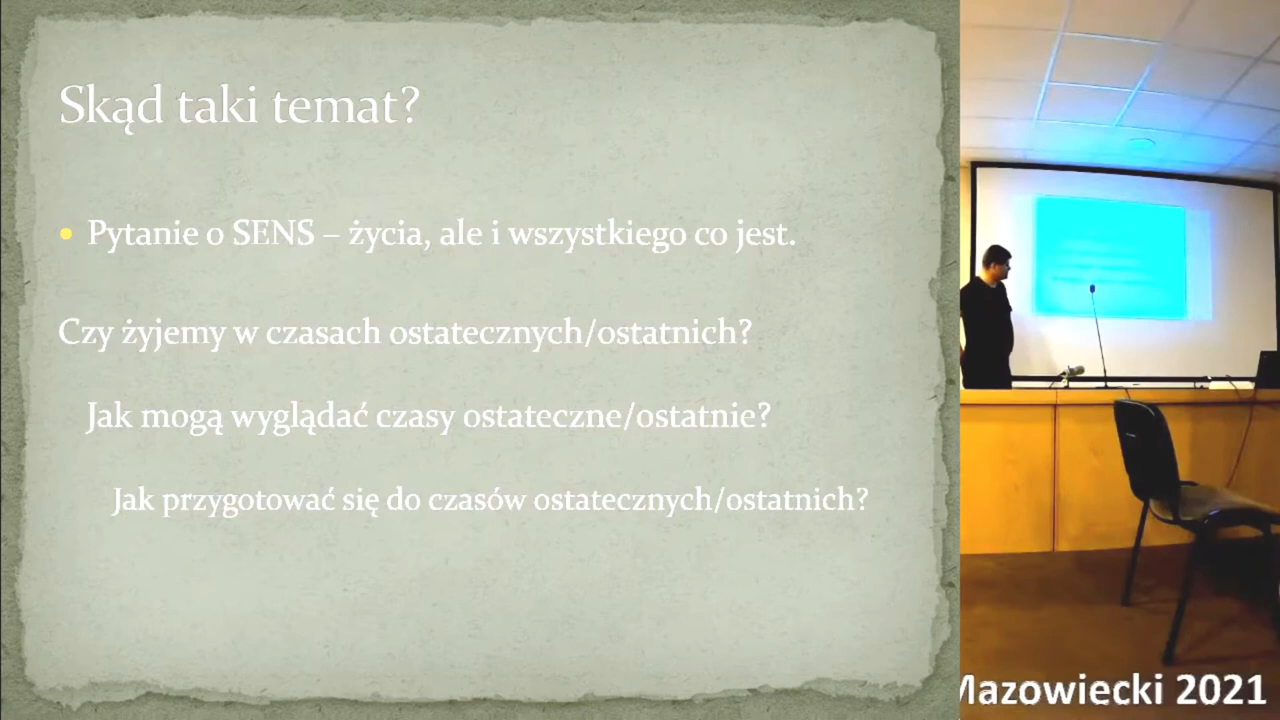 Skąd taki temat?
• Pytanie o SENS – życia, ale i wszystkiego co jest.
Czy żyjemy w czasach ostatecznych/ostatnich?
Jak mogą wyglądać czasy ostateczne/ostatnie?
Jak przygotować się do czasów ostatecznych/ostatnich?
Mazowiecki 2021